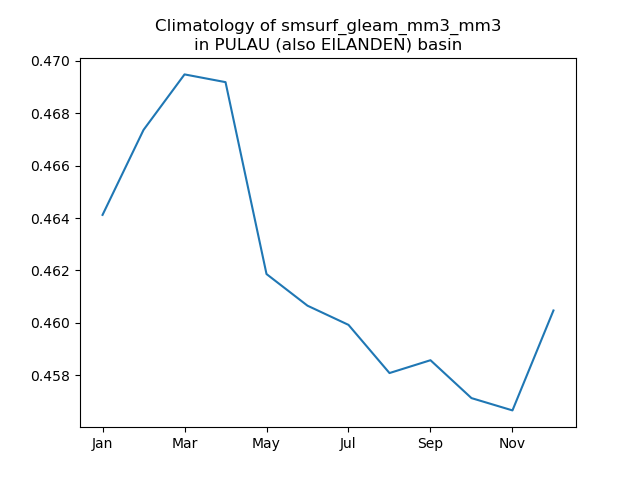 Climatology of smsurf_gleam_mm3_mm3
in PULAU (also EILANDEN) basin
0.470
0.468
0.466
0.464
0.462
0.460
0.458
Jan Mar May Jul Sep Nov